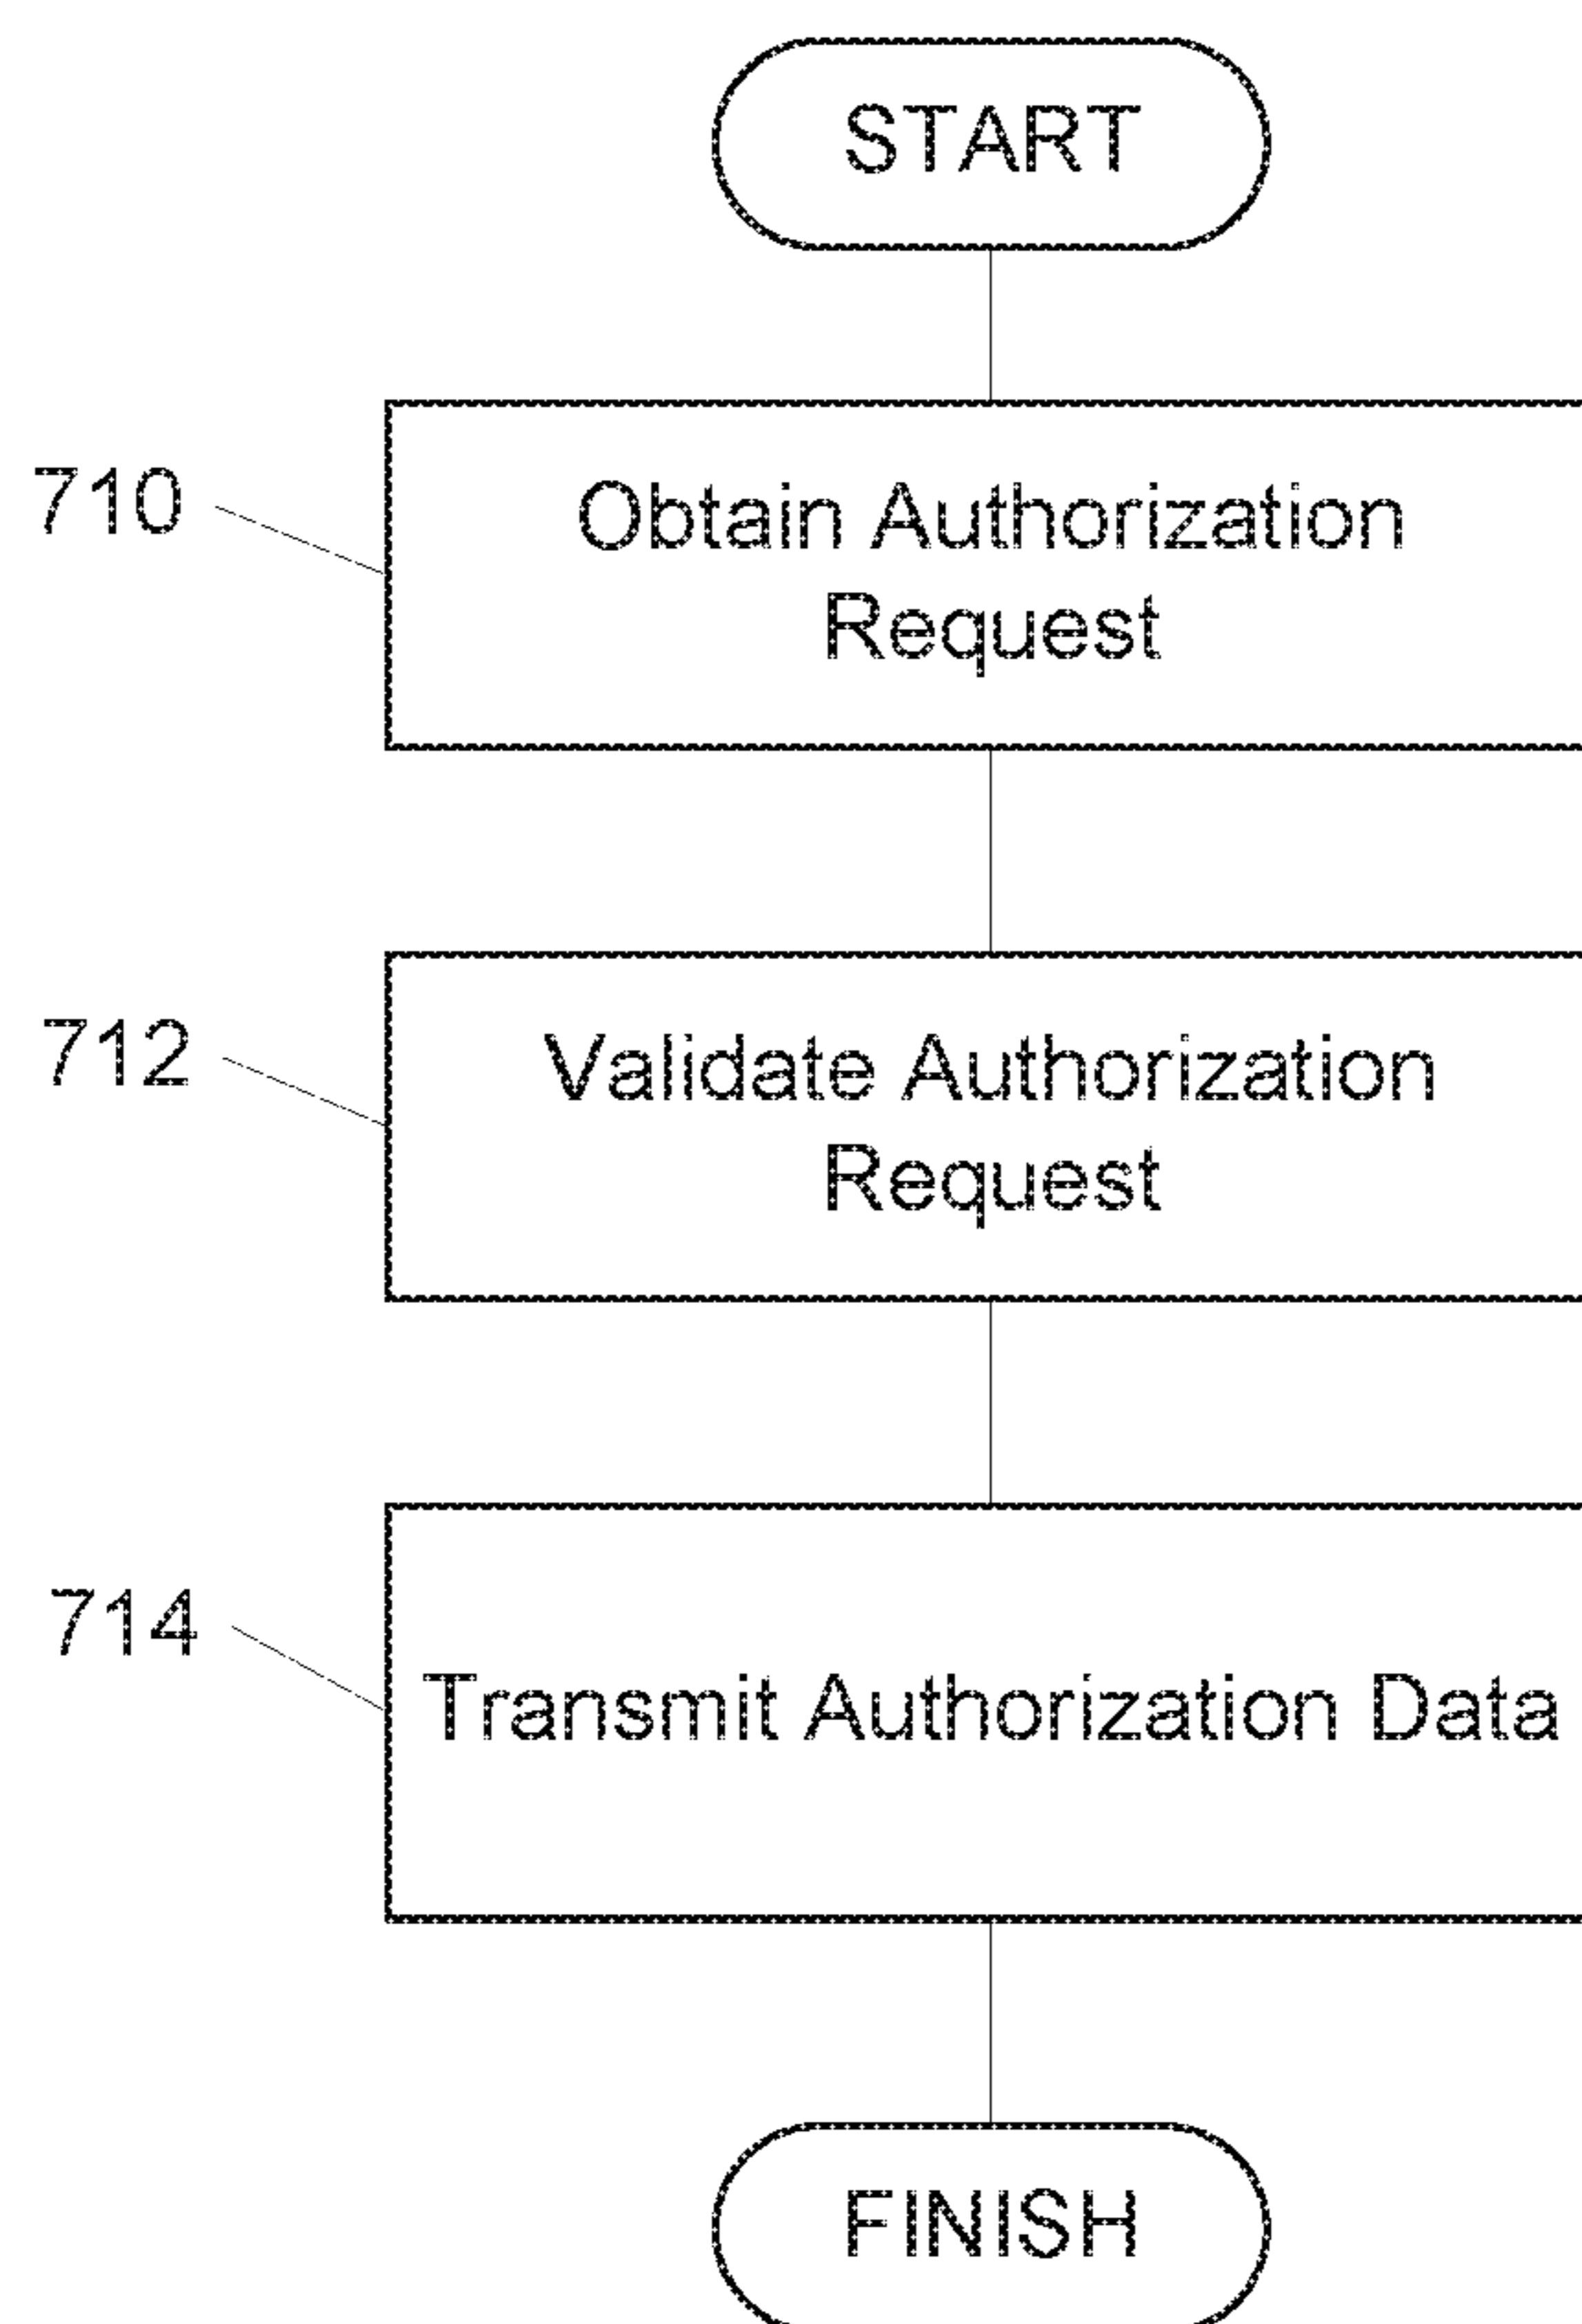 START
710
Obtain Authorization
Request
712
Validate Authorization
Request
714
Transmit Authorization Data
FINISH